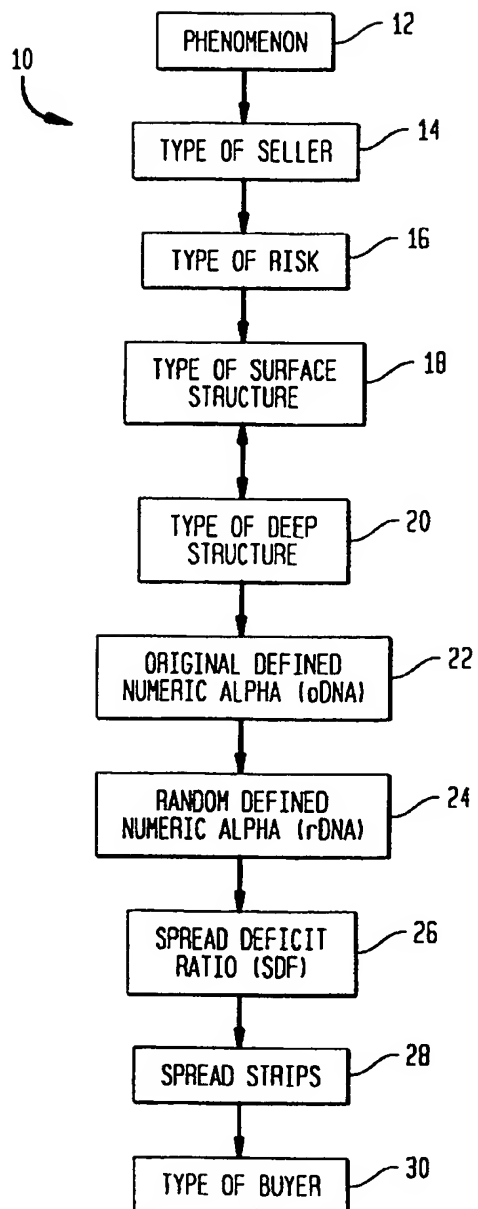 PHENOMENON
12
10
TYPE OF SELLER
14
TYPE OF RISK
16
TYPE OF SURFACE
STRUCTURE
18
TYPE OF DEEP
STRUCTURE
20
ORIGINAL DEFINED
NUMERIC ALPHA (oDNA)
22
RANDOM DEFINED
NUMERIC ALPHA (rDNA)
24
SPREAD DEFICIT
RATIO (SDF)
26
SPREAD STRIPS
28
TYPE OF BUYER
30